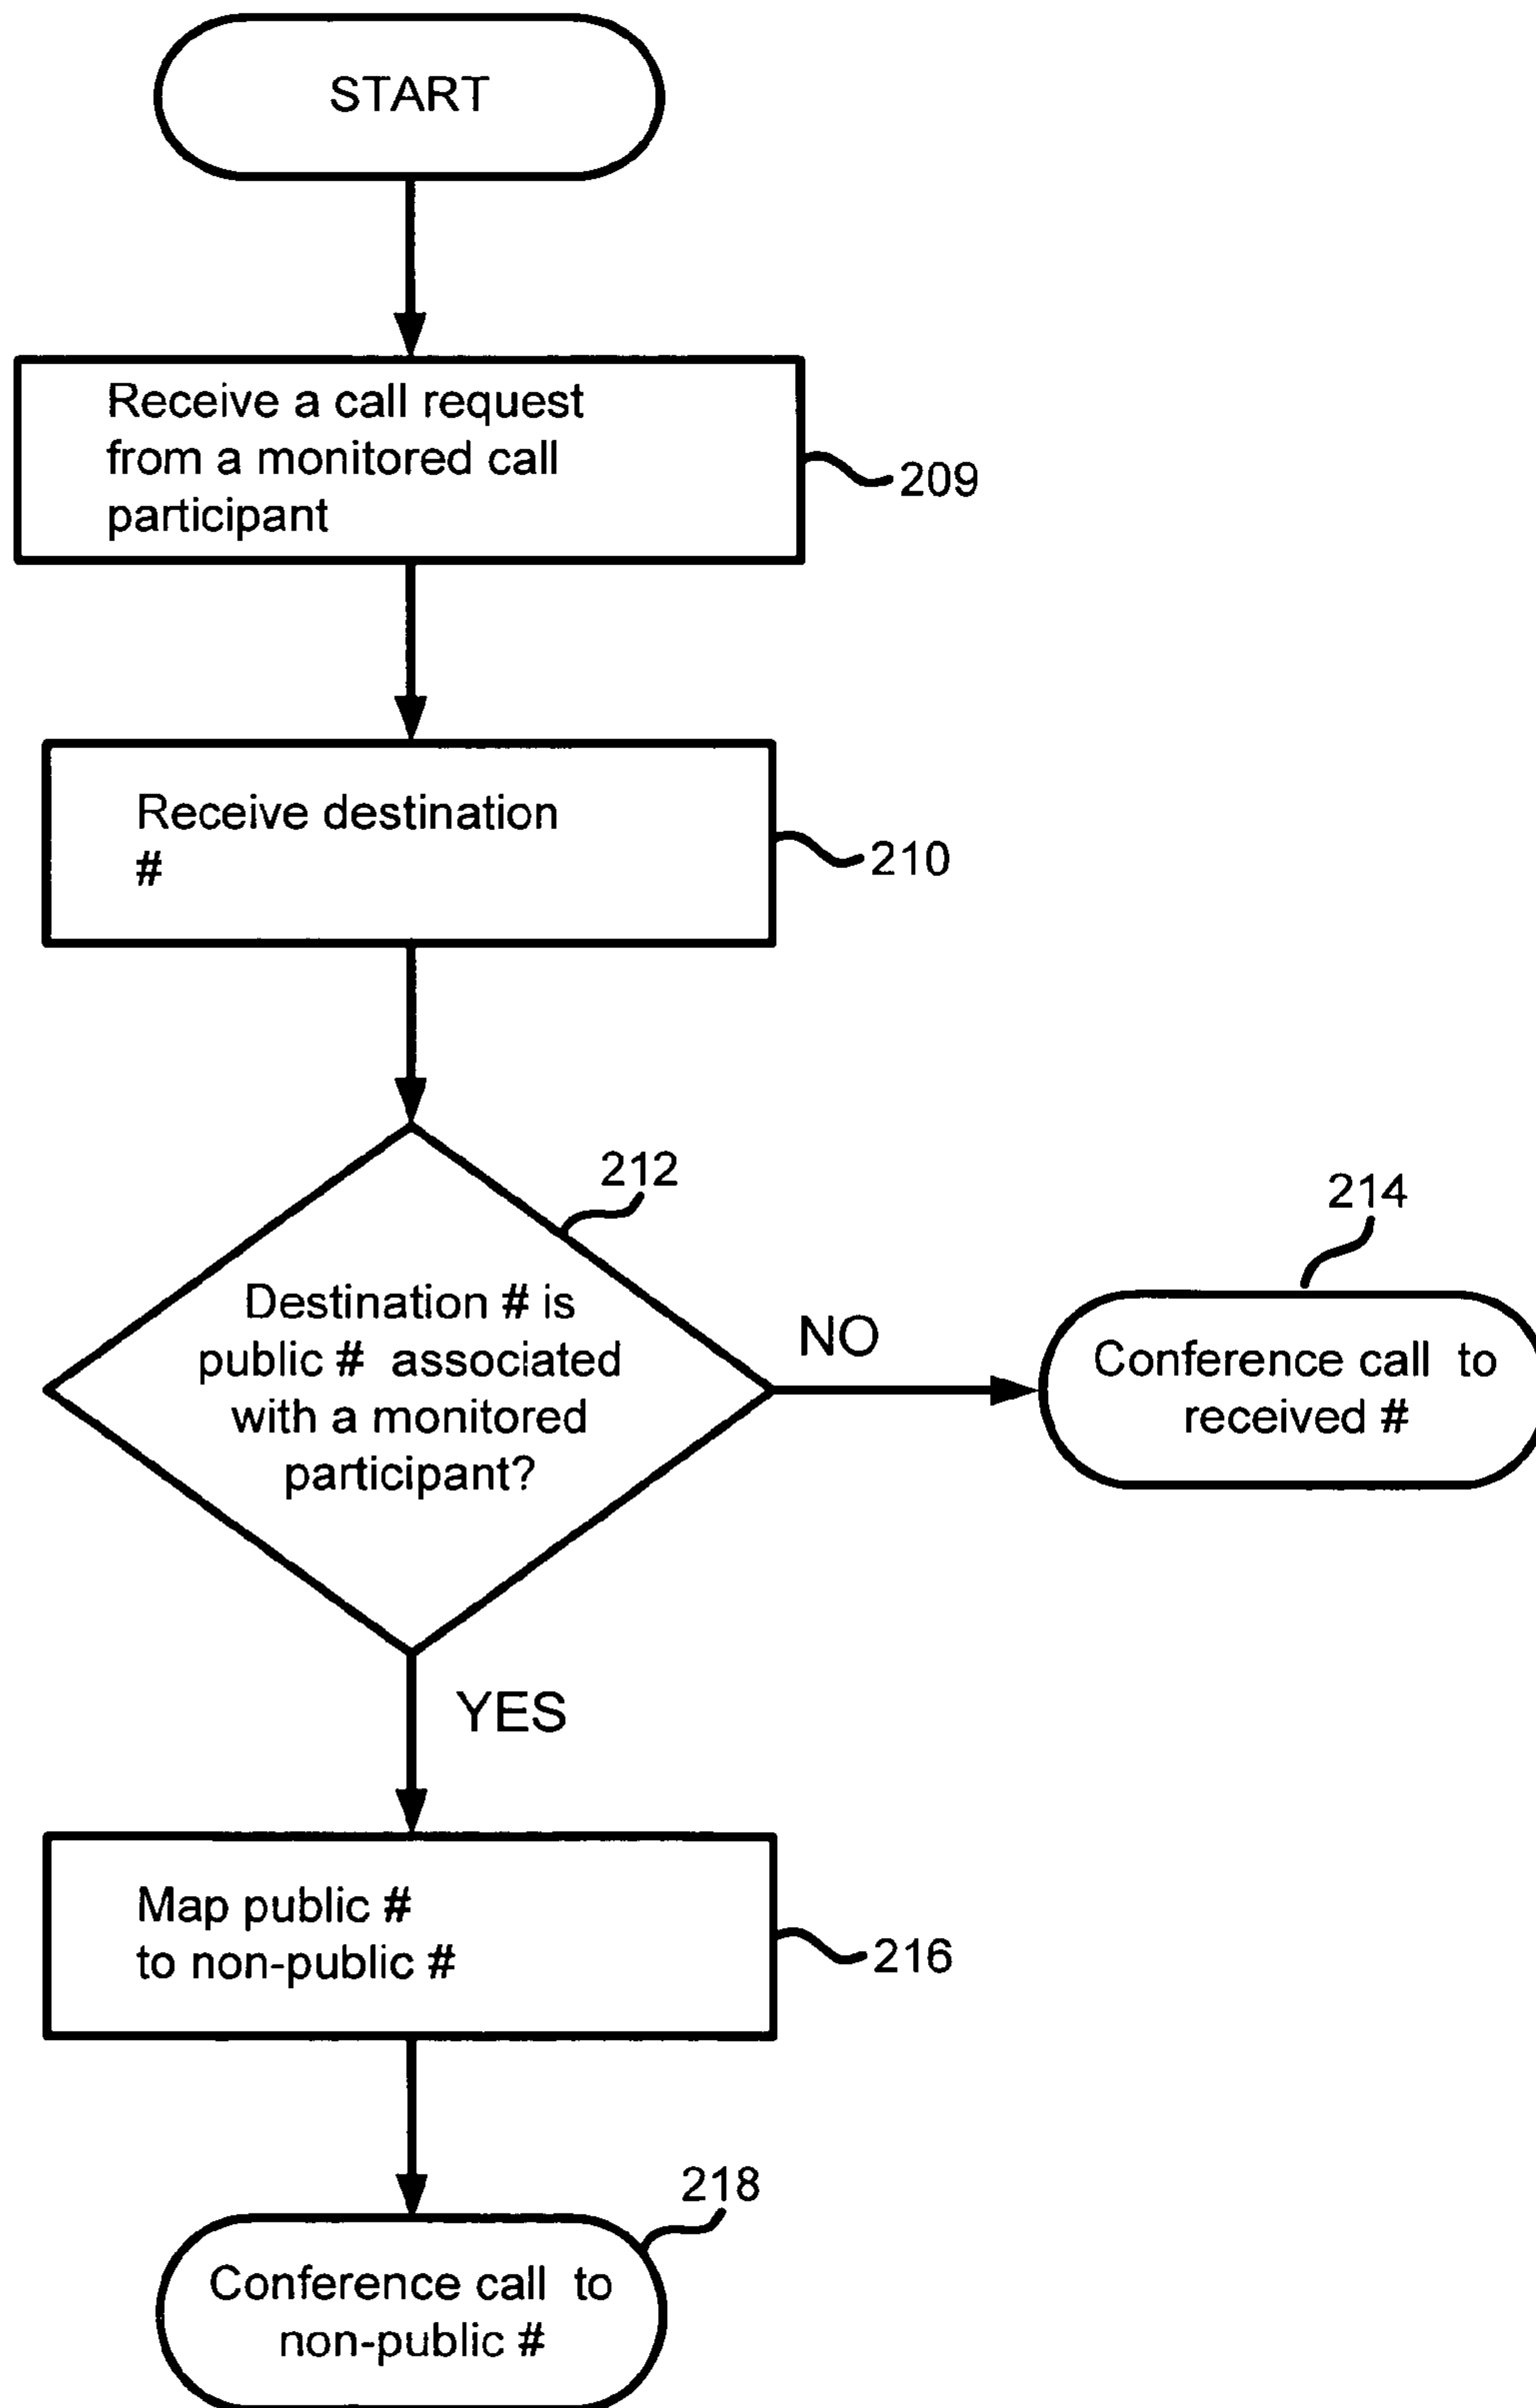 START
Receive a call request
from a monitored call
participant
209
Receive destination
#
210
212
Destination # is
public # associated
with a monitored
participant?
NO
214
Conference call to
received #
YES
Map public #
to non-public #
216
218
Conference call to
non-public #